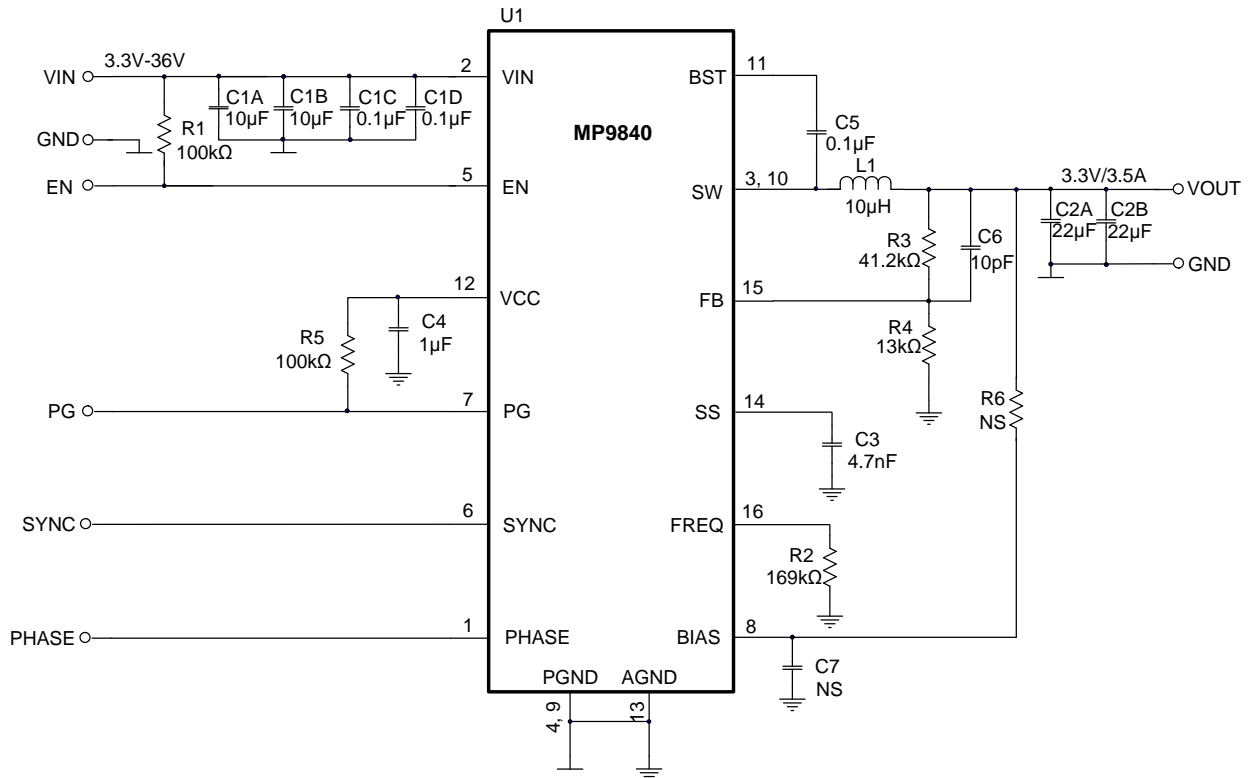 U1
3.3V-36V
VIN
2
VIN
C1A
10µF
C1B
10µF
C1C
0.1µF
C1D
0.1µF
R1
100kΩ
GND
EN
5
EN
MP9840
BST
11
C5
0.1µF
L1
10µH
SW
3, 10
3.3V/3.5A
VOUT
C2A
22µF
C2B
22µF
GND
R3
41.2kΩ
C6
10pF
FB
15
R4
13kΩ
12
VCC
C4
1µF
R5
100kΩ
PG
7
PG
SS
14
C3
4.7nF
R6
NS
SYNC
6
SYNC
FREQ
16
R2
169kΩ
PHASE
1
PHASE
BIAS
8
C7
NS
PGND
AGND
4, 9
13